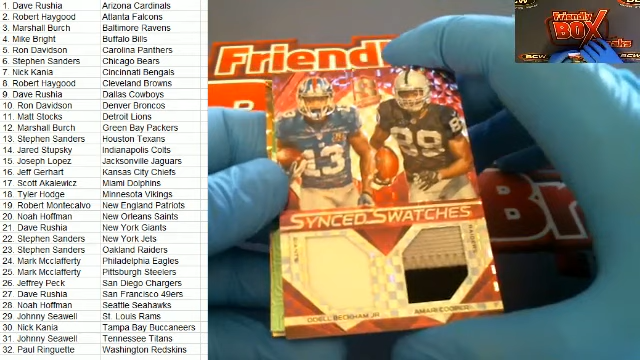 1. Dave Rushia Arizona Cardinals
2. Robert Haygood Atlanta Falcons
3. Marshall Burch Baltimore Ravens
4. Mike Bright Buffalo Bills
5. Ron Davidson Carolina Panthers
6. Stephen Sanders Chicago Bears
7. Nick Kania Cincinnati Bengals
8. Robert Haygood Cleveland Browns
9. Dave Rushia Dallas Cowboys
10. Ron Davidson Denver Broncos
11. Matt Stocks Detroit Lions
12. Marshall Burch Green Bay Packers
13. Stephen Sanders Houston Texans
14. Jared Stupsky Indianapolis Colts
15. Joseph Lopez Jacksonville Jaguars
16. Jeff Gerhart Kansas City Chiefs
17. Scott Akalewicz Miami Dolphins
18. Tyler Hodge Minnesota Vikings
19. Robert Montecalvo New England Patriots
20. Noah Hoffman New Orleans Saints
21. Dave Rushia New York Giants
22. Stephen Sanders New York Jets
23. Stephen Sanders Oakland Raiders
24. Mark Mcclafferty Philadelphia Eagles
25. Mark Mcclafferty Pittsburgh Steelers
26. Jeffrey Peck San Diego Chargers
27. Dave Rushia San Francisco 49ers
28. Noah Hoffman Seattle Seahawks
29. Johnny Seawell St. Louis Rams
30. Nick Kania Tampa Bay Buccaneers
31. Johnny Seawell Tennessee Titans
32. Paul Ringuette Washington Redskins
Friendly
13
89
SYNCED SWATCHES
GIANTS
RAIDERS
ODELL BECKHAM JR
AMARI COOPER
Friendly
BOX
BCW